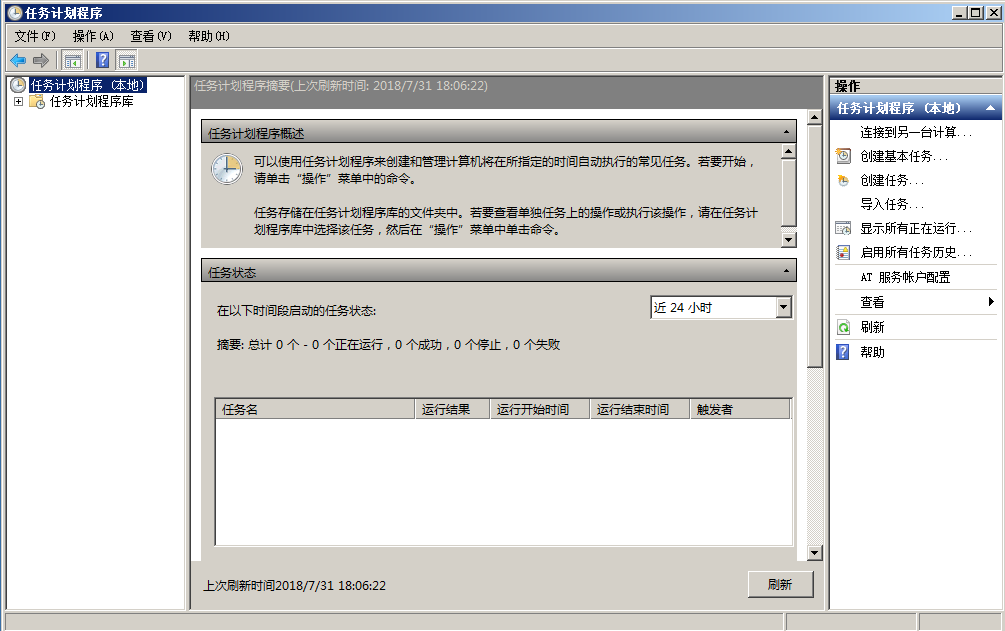 任务计划程序
文件(F) 操作(A) 查看(V) 帮助(H)
任务计划程序 (本地)
任务计划程序库
任务计划程序摘要(上次刷新时间: 2018/7/31 18:06:22)
任务计划程序概述
可以使用任务计划程序来创建和管理计算机将在所指定的时间自动执行的常见任务。若要开始，
请单击“操作”菜单中的命令。
任务存储在任务计划程序库的文件夹中。若要查看单独任务上的操作或执行该操作，请在任务计
划程序库中选择该任务，然后在“操作”菜单中单击命令。
任务状态
在以下时间段启动的任务状态:
近 24 小时
摘要: 总计 0 个 - 0 个正在运行，0 个成功，0 个停止，0 个失败
任务名 运行结果 运行开始时间 运行结束时间 触发者
上次刷新时间2018/7/31 18:06:22
刷新
操作
任务计划程序 (本地)
连接到另一台计算...
创建基本任务...
创建任务...
导入任务...
显示所有正在运行...
启用所有任务历史...
AT 服务帐户配置
查看
刷新
帮助